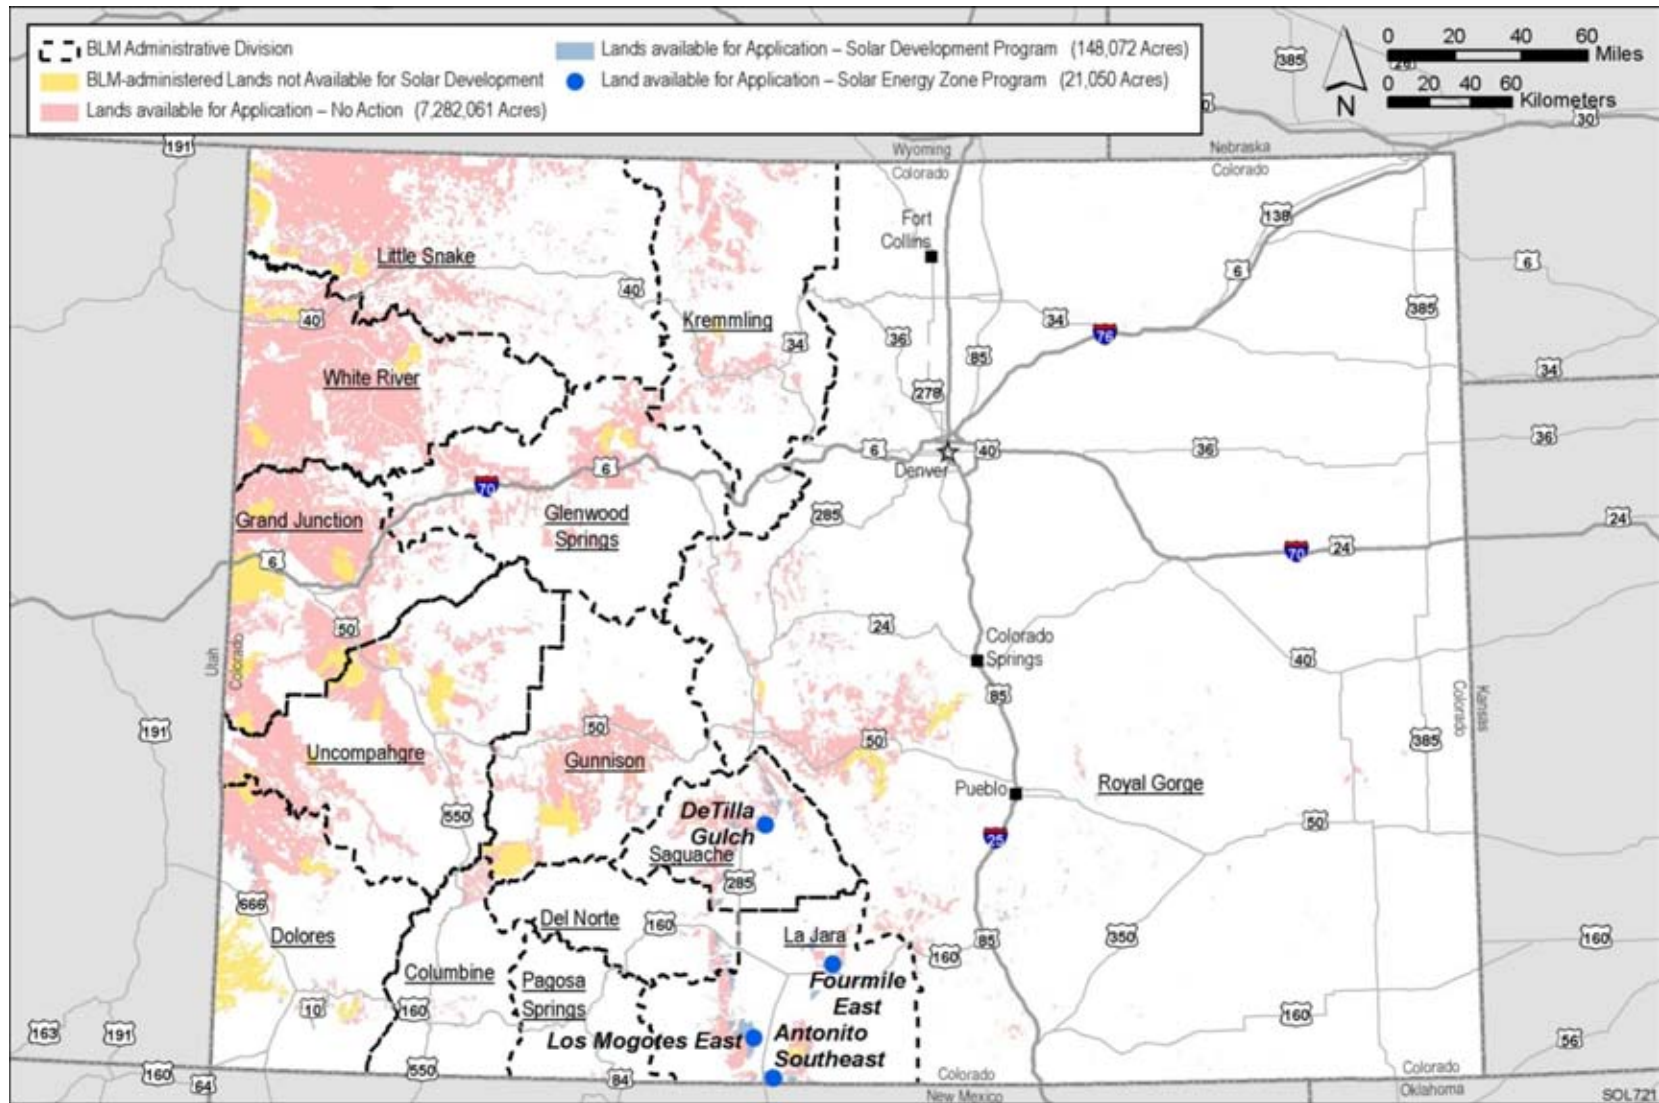 BLM Administrative Division
BLM-administered Lands not Available for Solar Development
Lands available for Application – No Action (7,282,061 Acres)
Lands available for Application – Solar Development Program (148,072 Acres)
Land available for Application – Solar Energy Zone Program (21,050 Acres)
N
0 20 40 60
Miles
0 20 40 60
Kilometers
385
30
191
Wyoming
Colorado
Nebraska
Colorado
Fort
Collins
138
6
6
Little Snake
40
40
Kremmling
34
36
85
34
76
385
34
White River
278
6
40
Denver
36
36
6
70
Grand Junction
Glenwood
Springs
285
24
70
24
6
50
Utah
Colorado
24
Colorado
Springs
40
85
Colorado
Kansas
191
50
50
385
Uncompahgre
Gunnison
Royal Gorge
Pueblo
550
DeTilla
Gulch
25
50
Saguache
285
666
Dolores
Del Norte
160
La Jara
160
85
350
160
Columbine
Pagosa
Springs
Fourmile
East
10
160
160
163
191
Los Mogotes East
Antonito
Southeast
56
160
64
550
84
Colorado
New Mexico
Colorado
Oklahoma
SOL721